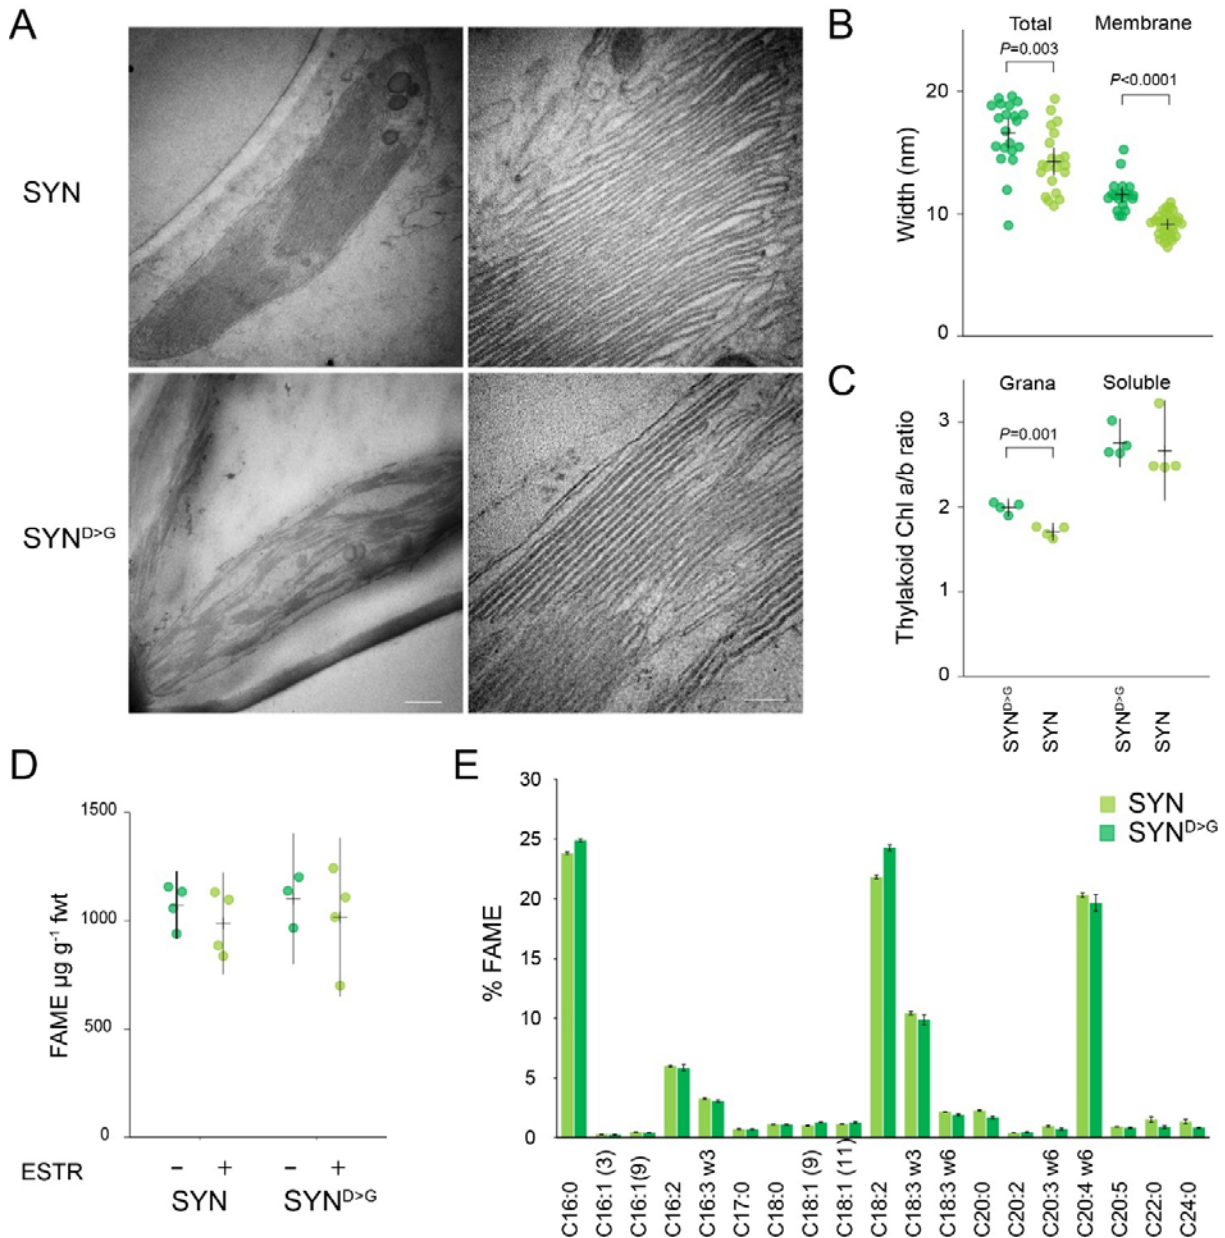 A
SYN
SYN^D>G
B
Total
Membrane
P=0.003
P<0.0001
20
10
0
Width (nm)
C
Grana
Soluble
P=0.001
3
2
1
0
Thylakoid Chl a/b ratio
SYN^D>G
SYN
SYN^D>G
SYN
D
1500
1000
500
0
FAME µg g⁻¹ fwt
ESTR
−
+
−
+
SYN
SYN^D>G
E
30
25
20
15
10
5
0
% FAME
SYN
SYN^D>G
C16:0
C16:1 (3)
C16:1(9)
C16:2
C16:3 w3
C17:0
C18:0
C18:1 (9)
C18:1 (11)
C18:2
C18:3 w3
C18:3 w6
C20:0
C20:2
C20:3 w6
C20:4 w6
C20:5
C22:0
C24:0